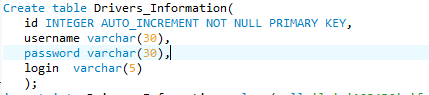 Create table Drivers_Information(
id INTEGER AUTO_INCREMENT NOT NULL PRIMARY KEY,
username varchar(30),
password varchar(30),
login varchar(5)
);